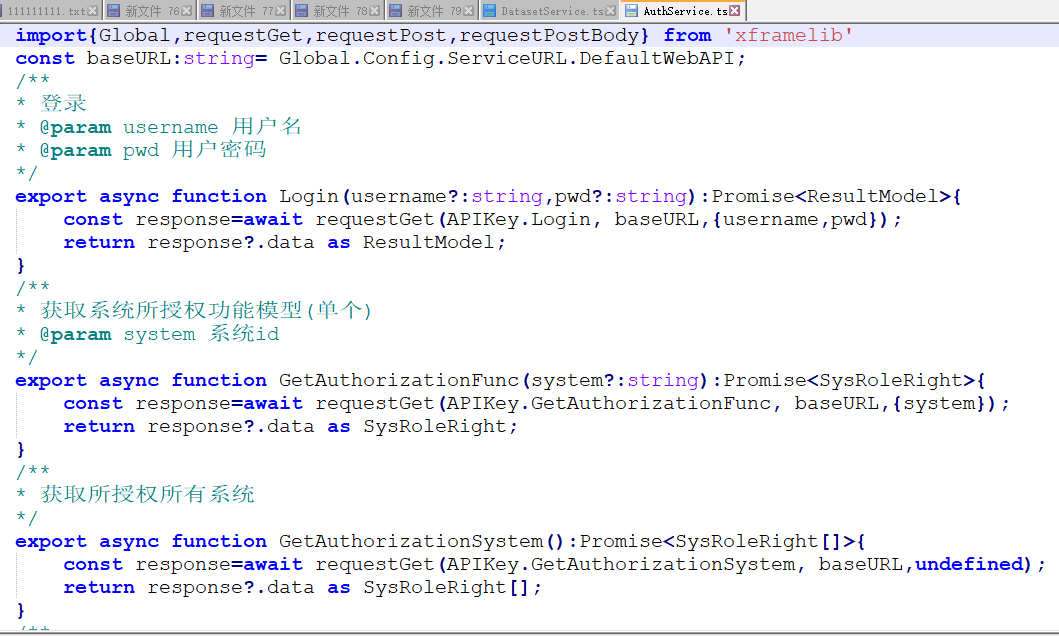 111111111.txt 新文件 76 新文件 77 新文件 78 新文件 79 DatasetService.ts AuthService.ts
import{Global,requestGet,requestPost,requestPostBody} from 'xframelib'
const baseURL:string= Global.Config.ServiceURL.DefaultWebAPI;
/**
* 登录
* @param username 用户名
* @param pwd 用户密码
*/
export async function Login(username?:string,pwd?:string):Promise<ResultModel>{
    const response=await requestGet(APIKey.Login, baseURL,{username,pwd});
    return response?.data as ResultModel;
}
/**
* 获取系统所授权功能模型(单个)
* @param system 系统id
*/
export async function GetAuthorizationFunc(system?:string):Promise<SysRoleRight>{
    const response=await requestGet(APIKey.GetAuthorizationFunc, baseURL,{system});
    return response?.data as SysRoleRight;
}
/**
* 获取所授权所有系统
*/
export async function GetAuthorizationSystem():Promise<SysRoleRight[]>{
    const response=await requestGet(APIKey.GetAuthorizationSystem, baseURL,undefined);
    return response?.data as SysRoleRight[];
}
/**